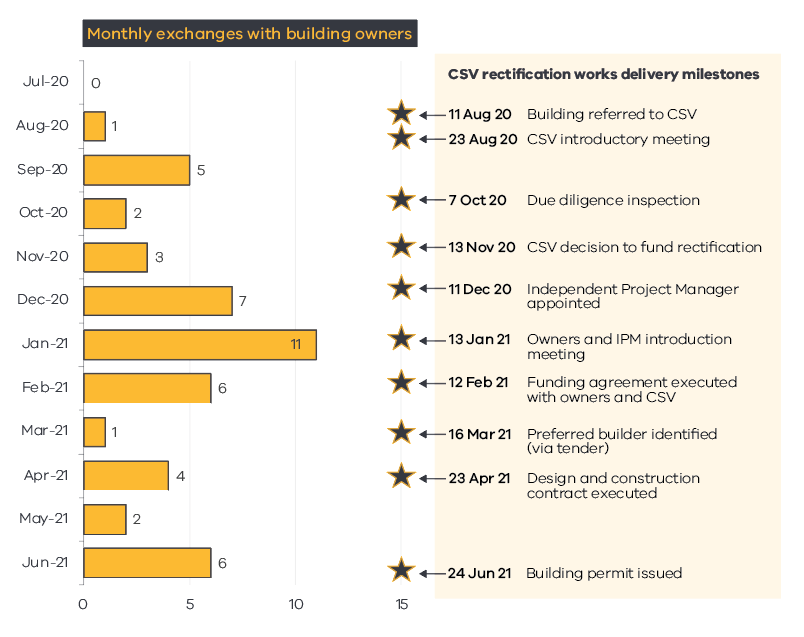 Monthly exchanges with building owners
CSV rectification works delivery milestones
Jul-20 0
Aug-20 1
11 Aug 20 Building referred to CSV
23 Aug 20 CSV introductory meeting
Sep-20 5
Oct-20 2
7 Oct 20 Due diligence inspection
Nov-20 3
13 Nov 20 CSV decision to fund rectification
Dec-20 7
11 Dec 20 Independent Project Manager
appointed
Jan-21 11
13 Jan 21 Owners and IPM introduction
meeting
Feb-21 6
12 Feb 21 Funding agreement executed
with owners and CSV
Mar-21 1
16 Mar 21 Preferred builder identified
(via tender)
Apr-21 4
23 Apr 21 Design and construction
contract executed
May-21 2
Jun-21 6
24 Jun 21 Building permit issued
0 5 10 15